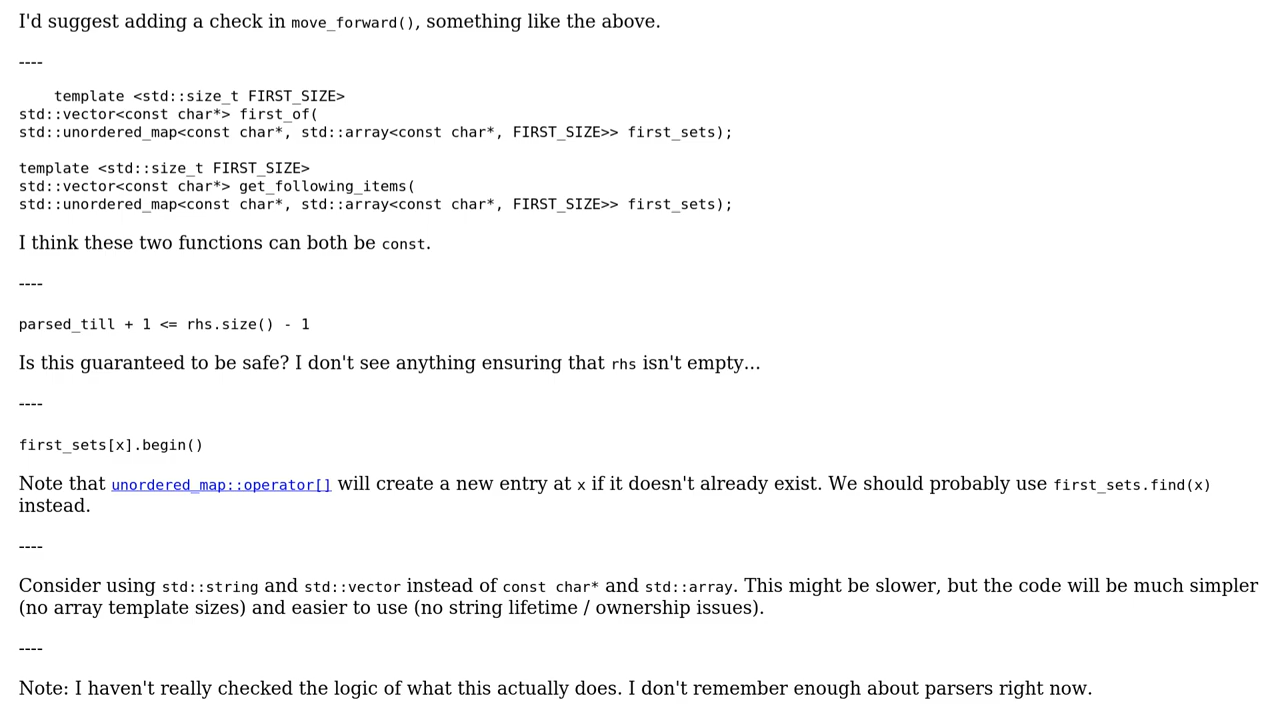 I'd suggest adding a check in move_forward(), something like the above.
----
template <std::size_t FIRST_SIZE>
std::vector<const char*> first_of(
std::unordered_map<const char*, std::array<const char*, FIRST_SIZE>> first_sets);
template <std::size_t FIRST_SIZE>
std::vector<const char*> get_following_items(
std::unordered_map<const char*, std::array<const char*, FIRST_SIZE>> first_sets);
I think these two functions can both be const.
----
parsed_till + 1 <= rhs.size() - 1
Is this guaranteed to be safe? I don't see anything ensuring that rhs isn't empty...
----
first_sets[x].begin()
Note that unordered_map::operator[] will create a new entry at x if it doesn't already exist. We should probably use first_sets.find(x)
instead.
----
Consider using std::string and std::vector instead of const char* and std::array. This might be slower, but the code will be much simpler
(no array template sizes) and easier to use (no string lifetime / ownership issues).
----
Note: I haven't really checked the logic of what this actually does. I don't remember enough about parsers right now.